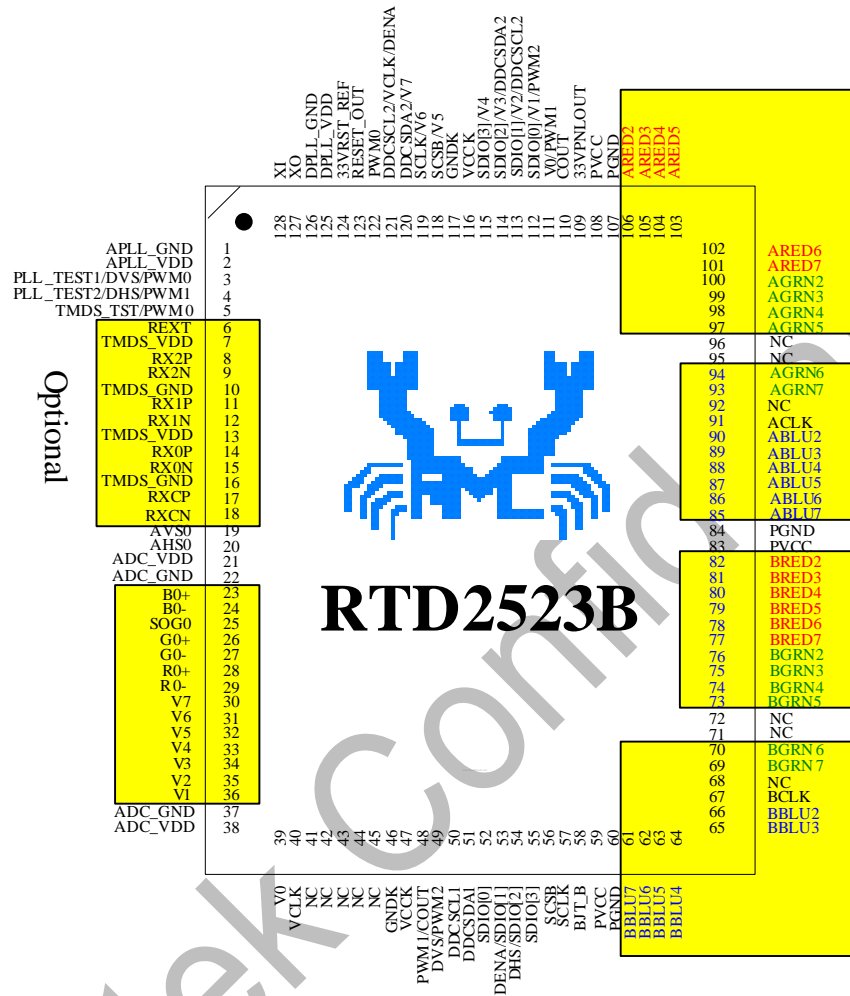 XI
XO
DPLL_GND
DPLL_VDD
33VRST_REF
RESET_OUT
PWM0
DDCSCL2/VCLK/DENA
DDCSDA2/V7
SCLK/V6
SCSB/V5
GNDK
VCCK
SDIO[3]/V4
SDIO[2]/V3/DDCSDA2
SDIO[1]/V2/DDCSCL2
SDIO[0]/V1/PWM2
V0/PWM1
COUT
33VPNLOUT
PVCC
PGND
ARED2
ARED3
ARED4
ARED5
128
127
126
125
124
123
122
121
120
119
118
117
116
115
114
113
112
111
110
109
108
107
106
105
104
103
APLL_GND 1
APLL_VDD 2
PLL_TEST1/DVS/PWM0 3
PLL_TEST2/DHS/PWM1 4
TMDS_TST/PWM0 5
REXT 6
TMDS_VDD 7
RX2P 8
RX2N 9
TMDS_GND 10
RX1P 11
RX1N 12
TMDS_VDD 13
RX0P 14
RX0N 15
TMDS_GND 16
RXCP 17
RXCN 18
AVS0 19
AHS0 20
ADC_VDD 21
ADC_GND 22
B0+ 23
B0- 24
SOG0 25
G0+ 26
G0- 27
R0+ 28
R0- 29
V7 30
V6 31
V5 32
V4 33
V3 34
V2 35
V1 36
ADC_GND 37
ADC_VDD 38
Optional
RTD2523B
102 ARED6
101 ARED7
100 AGRN2
99 AGRN3
98 AGRN4
97 AGRN5
96 NC
95 NC
94 AGRN6
93 AGRN7
92 NC
91 ACLK
90 ABLU2
89 ABLU3
88 ABLU4
87 ABLU5
86 ABLU6
85 ABLU7
84 PGND
83 PVCC
82 BRED2
81 BRED3
80 BRED4
79 BRED5
78 BRED6
77 BRED7
76 BGRN2
75 BGRN3
74 BGRN4
73 BGRN5
72 NC
71 NC
70 BGRN6
69 BGRN7
68 NC
67 BCLK
66 BBLU2
65 BBLU3
39
40
41
42
43
44
45
46
47
48
49
50
51
52
53
54
55
56
57
58
59
60
61
62
63
64
V0
VCLK
NC
NC
NC
NC
NC
GNDK
VCCK
PWM1/COUT
DVS/PWM2
DDCSCL1
DDCSDA1
SDIO[0]
DENA/SDIO[1]
DHS/SDIO[2]
SDIO[3]
SCSB
SCLK
BJT_B
PVCC
PGND
BBLU7
BBLU6
BBLU5
BBLU4
ek Confid